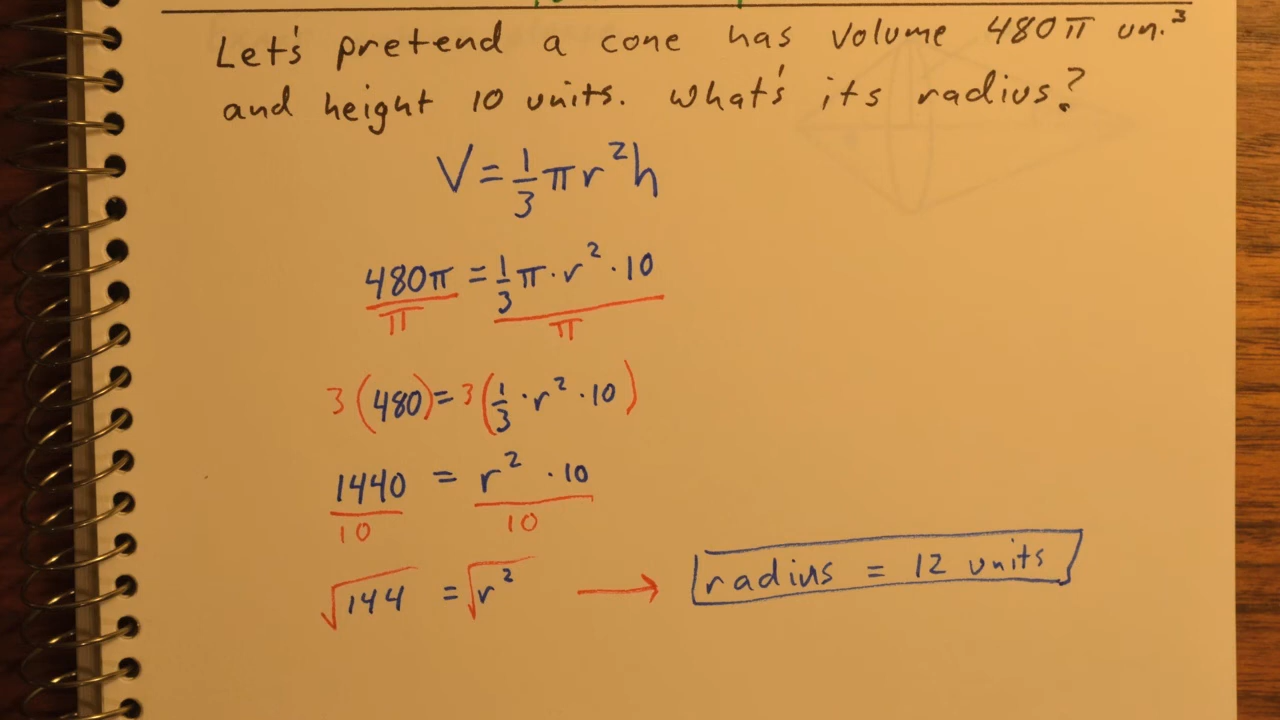 Let's pretend a cone has volume 480π un.³
and height 10 units. What's its radius?
V = 1/3 πr²h
480π = 1/3 π · r² · 10
π π
3(480) = 3(1/3 · r² · 10)
1440 = r² · 10
10 10
√144 = √r² → radius = 12 units